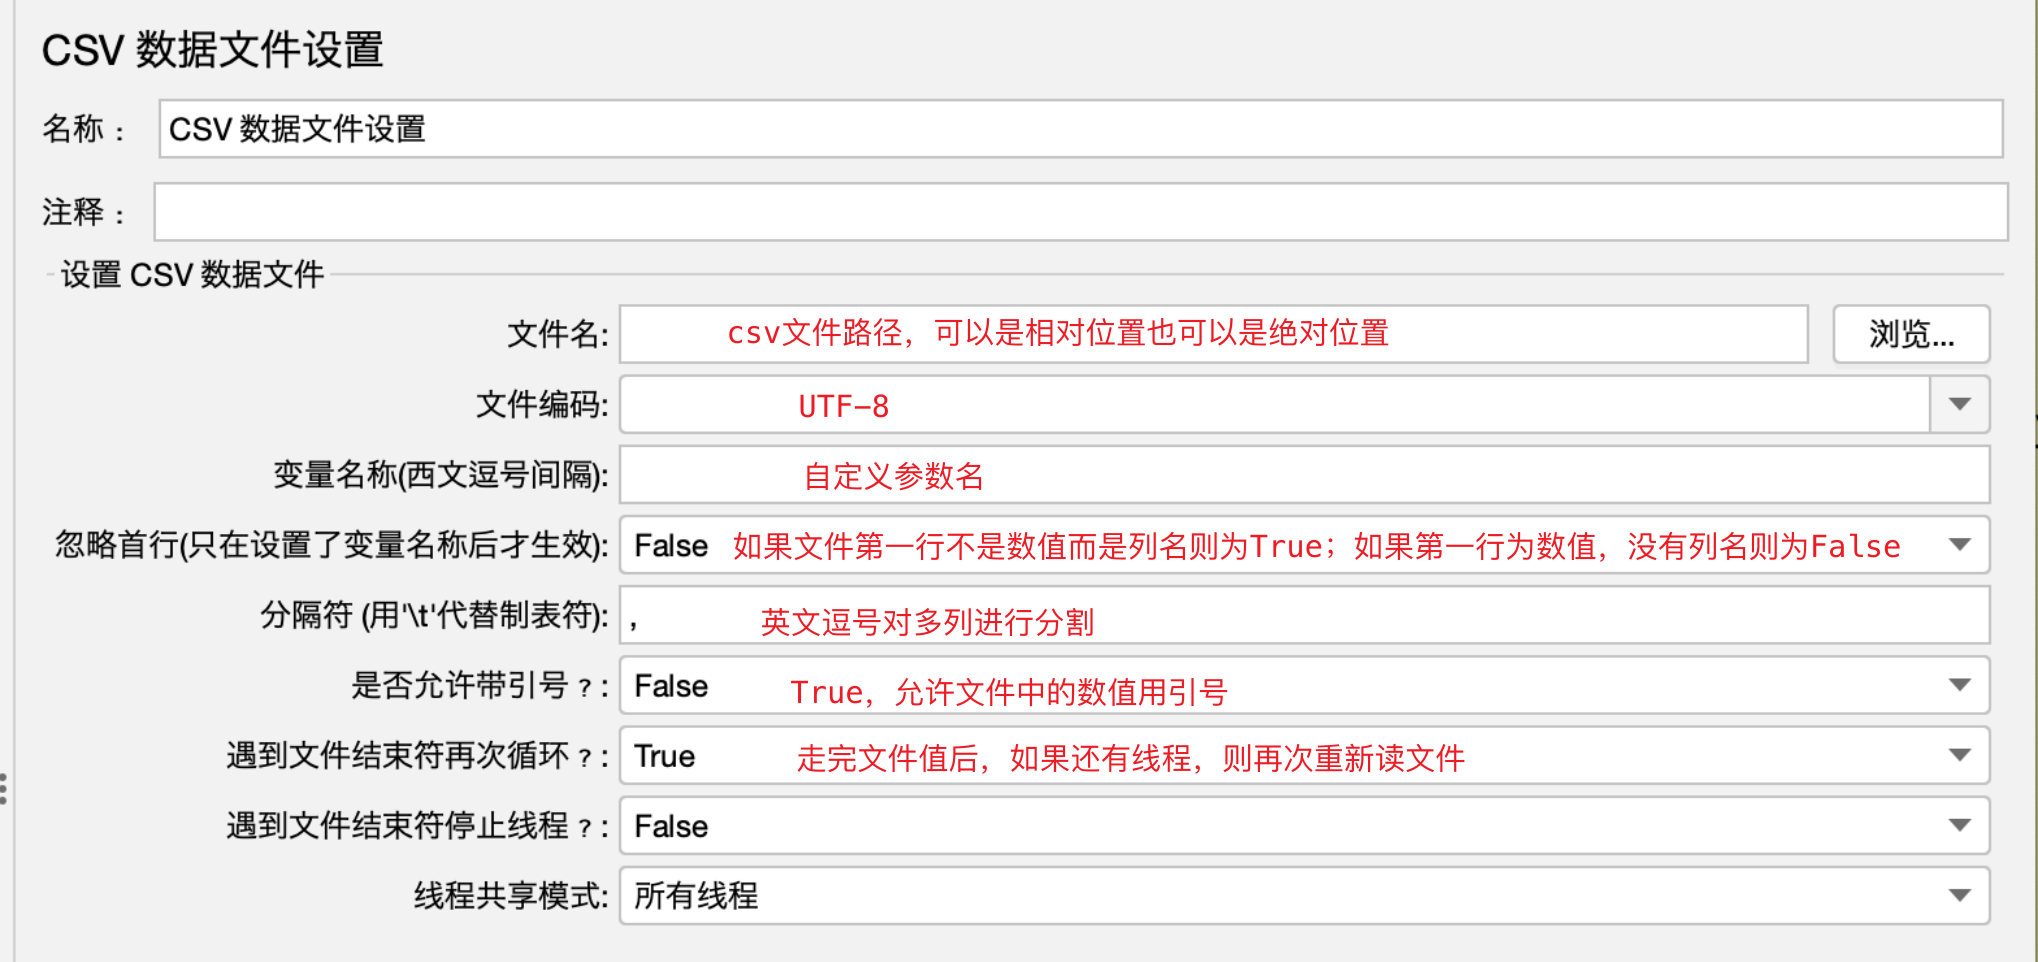 CSV 数据文件设置
名称： CSV 数据文件设置
注释：
设置 CSV 数据文件
文件名: csv文件路径，可以是相对位置也可以是绝对位置 浏览...
文件编码: UTF-8
变量名称(西文逗号间隔): 自定义参数名
忽略首行(只在设置了变量名称后才生效): False 如果文件第一行不是数值而是列名则为True；如果第一行为数值，没有列名则为False
分隔符 (用'\t'代替制表符): , 英文逗号对多列进行分割
是否允许带引号？: False True，允许文件中的数值用引号
遇到文件结束符再次循环？: True 走完文件值后，如果还有线程，则再次重新读文件
遇到文件结束符停止线程？: False
线程共享模式: 所有线程